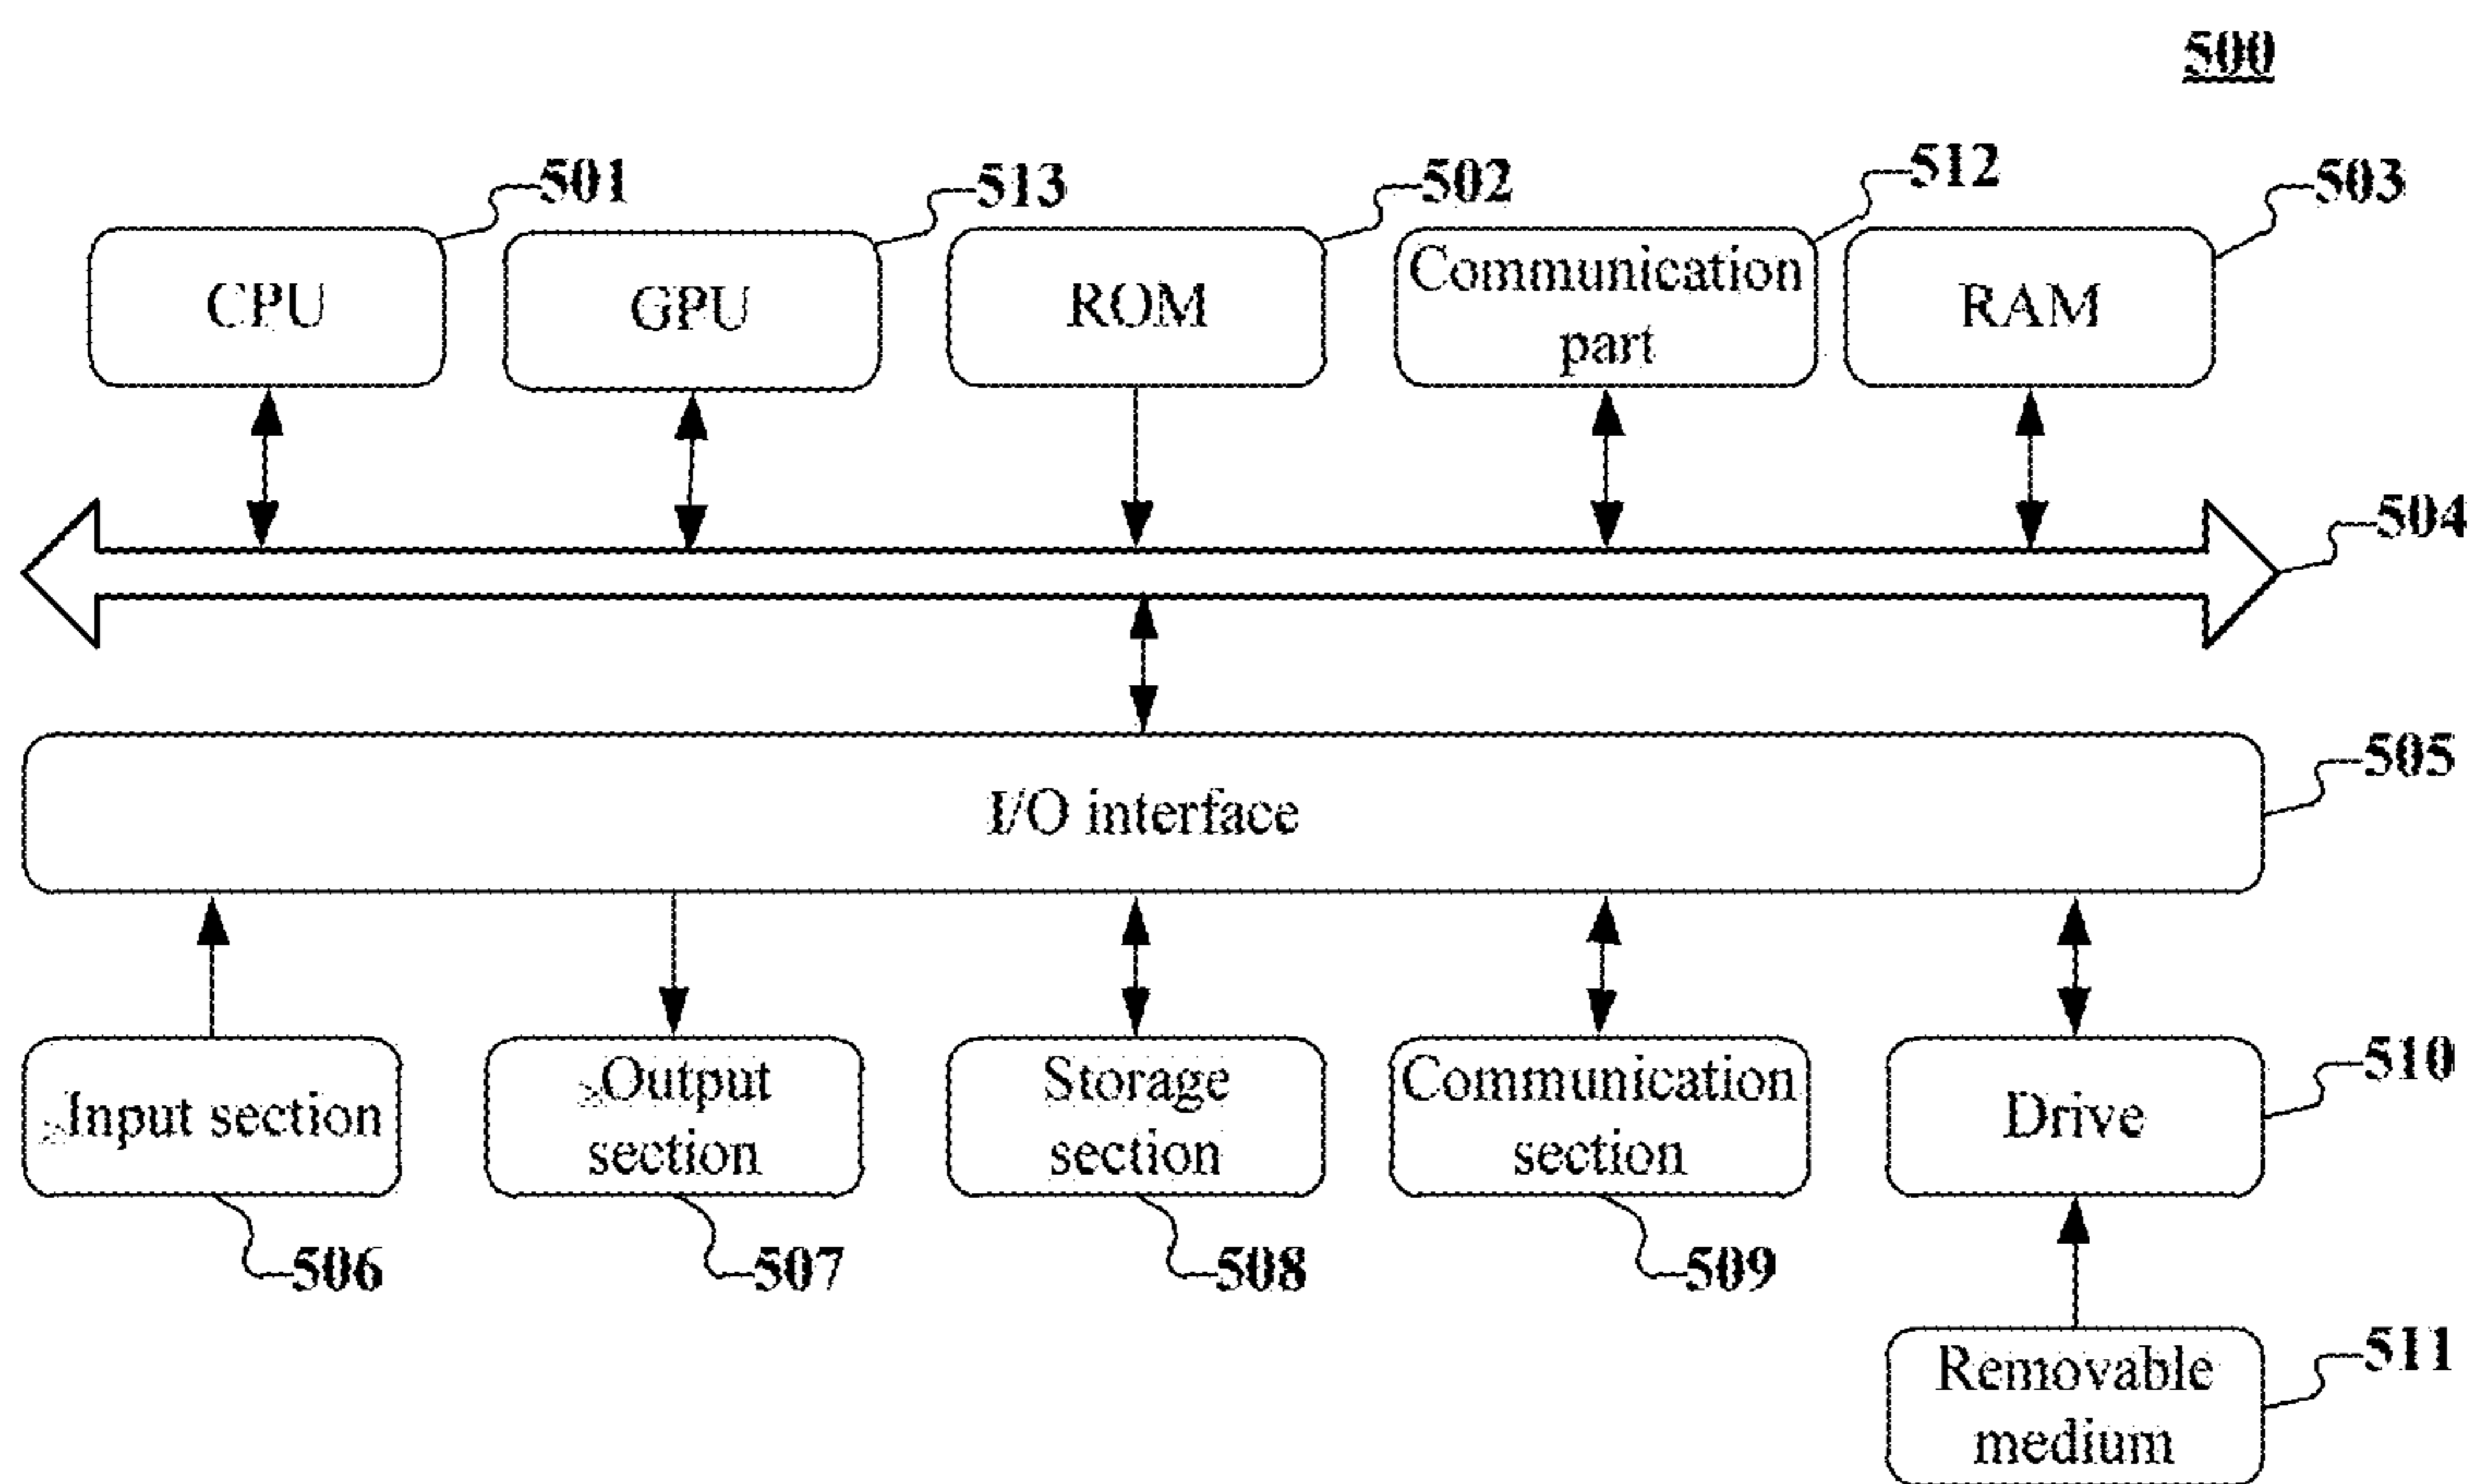 500
501
513
502
512
503
CPU
GPU
ROM
Communication
part
RAM
504
505
I/O interface
Input section
Output
section
Storage
section
Communication
section
Drive
510
506
507
508
509
511
Removable
medium